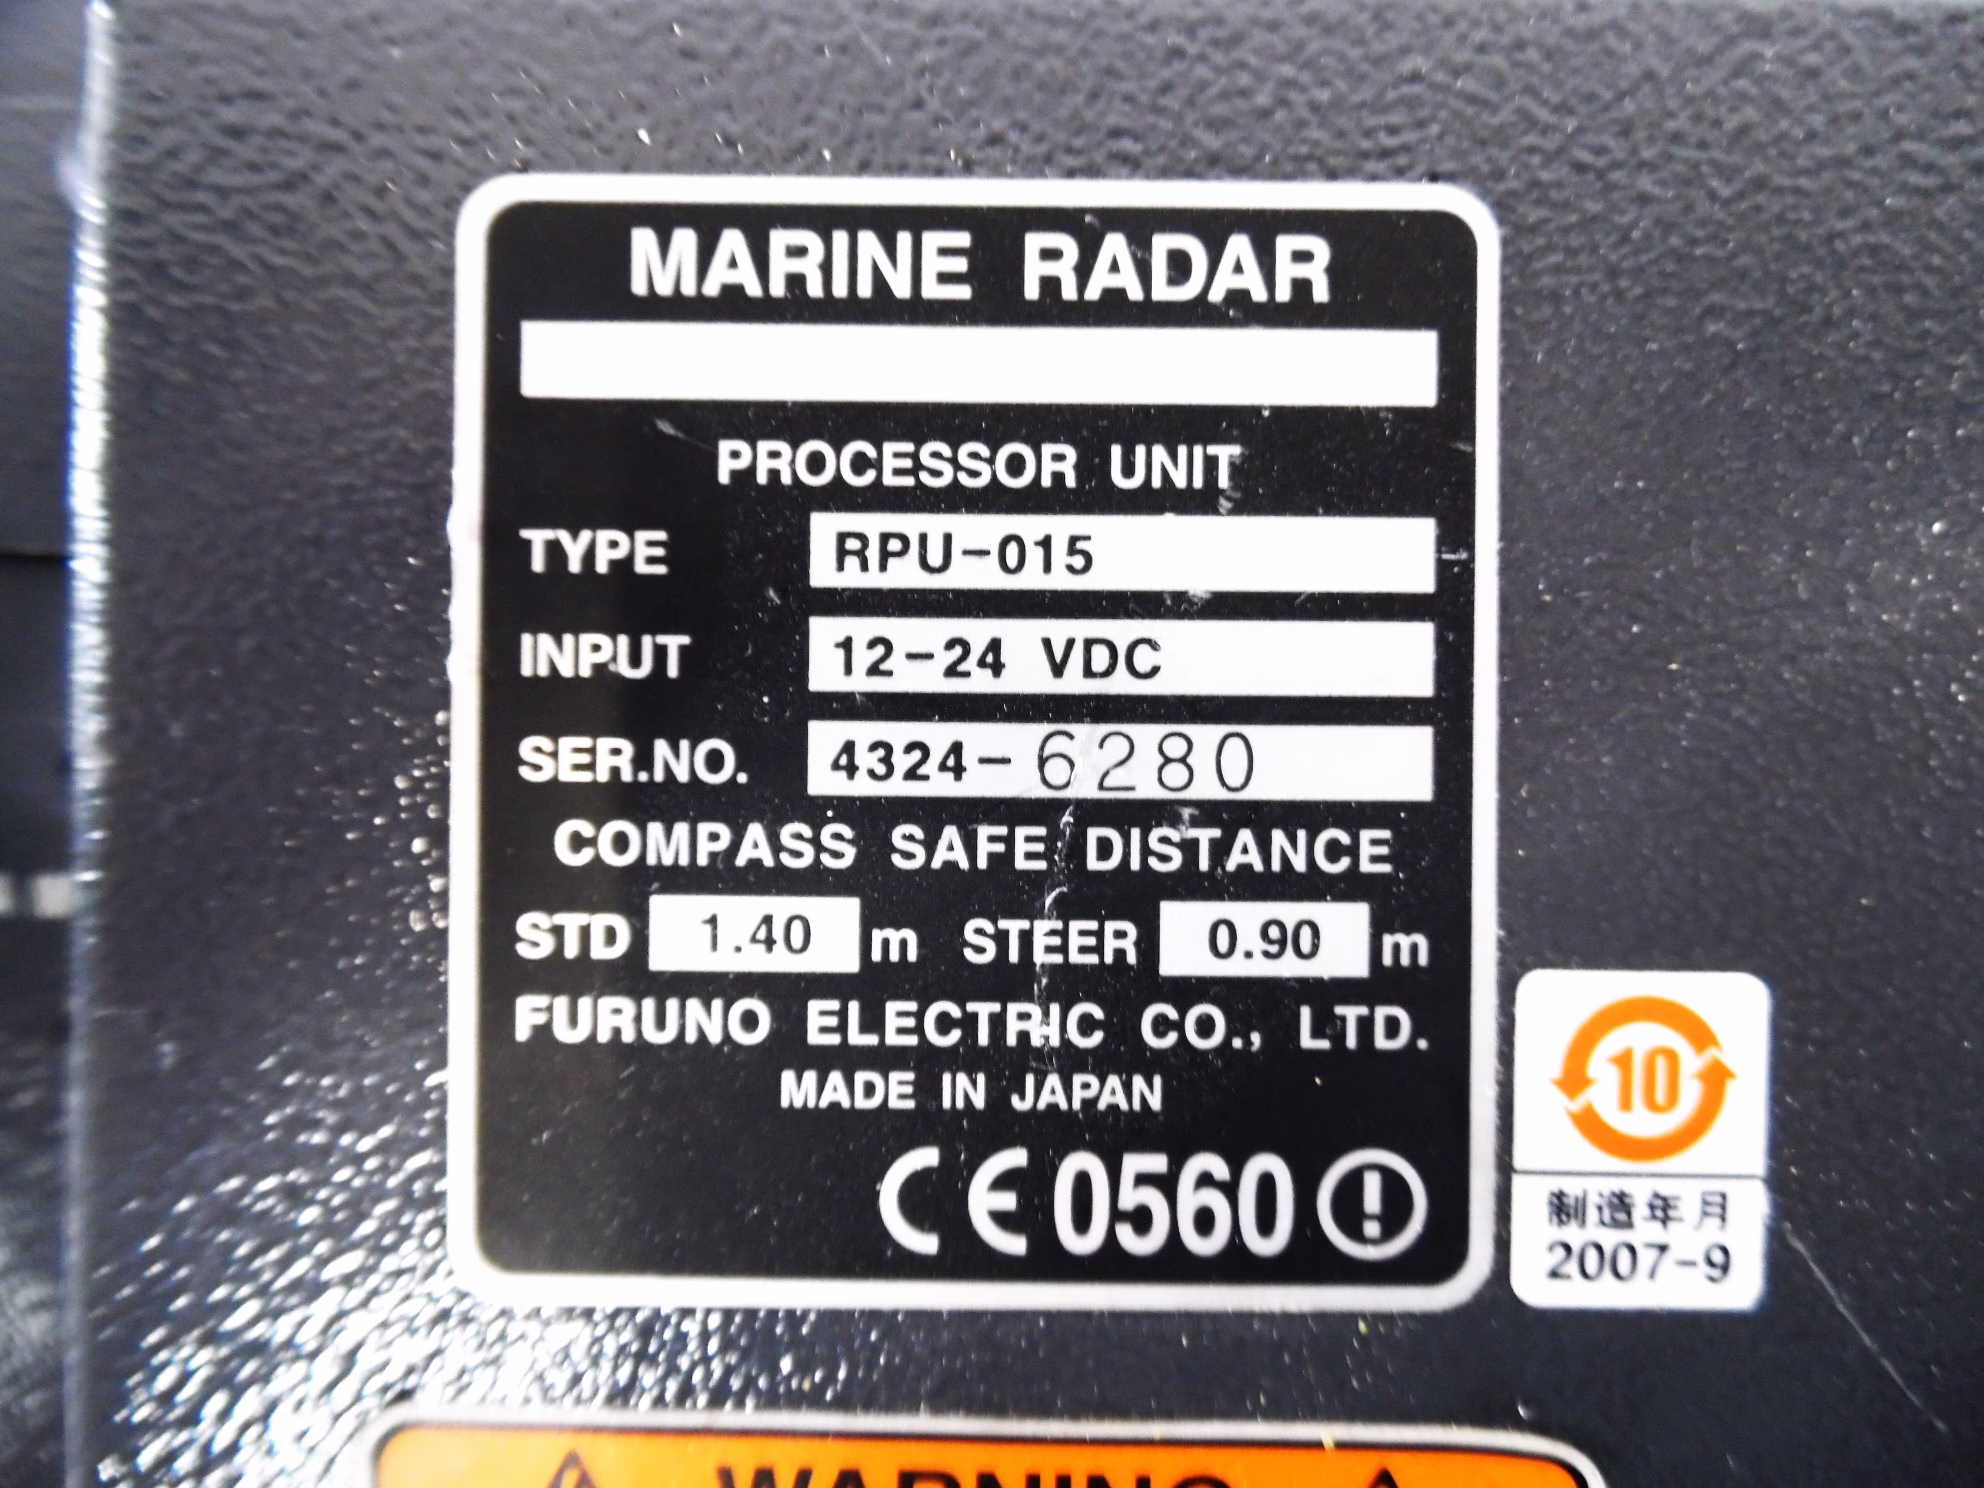 MARINE RADAR
PROCESSOR UNIT
TYPE RPU-015
INPUT 12-24 VDC
SER.NO. 4324-6280
COMPASS SAFE DISTANCE
STD 1.40 m STEER 0.90 m
FURUNO ELECTRIC CO., LTD.
MADE IN JAPAN
CE0560
10
制造年月
2007-9
WARNING